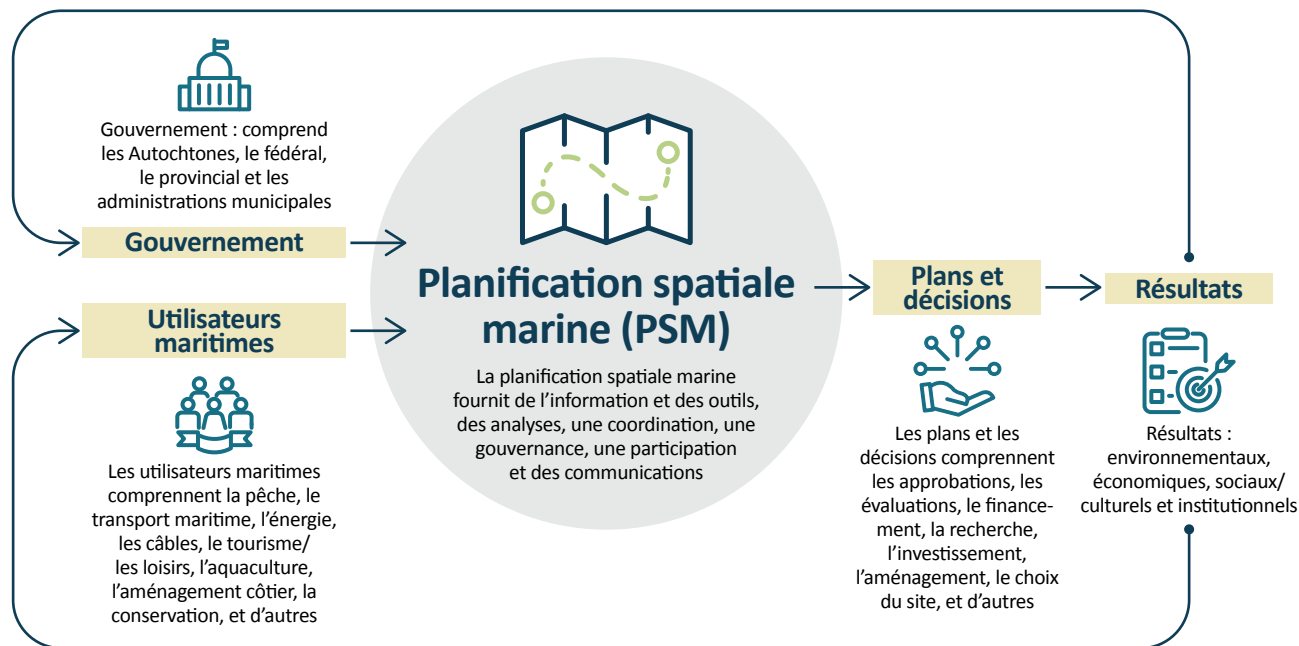 Gouvernement : comprend
les Autochtones, le fédéral,
le provincial et les
administrations municipales
Gouvernement
Utilisateurs
maritimes
Les utilisateurs maritimes
comprennent la pêche, le
transport maritime, l’énergie,
les câbles, le tourisme/
les loisirs, l’aquaculture,
l’aménagement côtier, la
conservation, et d’autres
Planification spatiale
marine (PSM)
La planification spatiale marine
fournit de l’information et des outils,
des analyses, une coordination, une
gouvernance, une participation
et des communications
Plans et
décisions
Les plans et les
décisions comprennent
les approbations, les
évaluations, le finance-
ment, la recherche,
l’investissement,
l’aménagement, le choix
du site, et d’autres
Résultats
Résultats :
environnementaux,
économiques, sociaux/
culturels et institutionnels